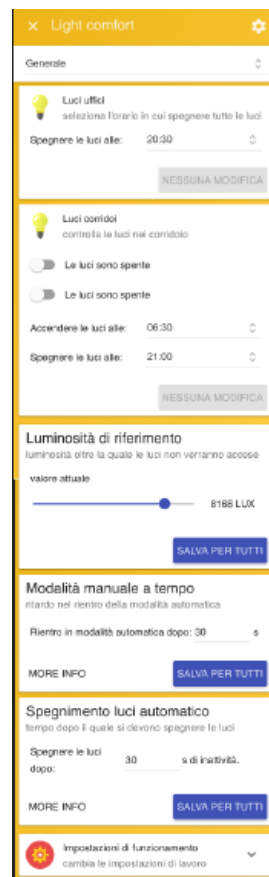 × Light comfort
Generale
Luci uffici
seleziona l'orario in cui spegnere tutte le luci
Spegnere le luci alle: 20:30
NESSUNA MODIFICA
Luci corridoi
controlla le luci nei corridoio
Le luci sono spente
Le luci sono spente
Accendere le luci alle: 06:30
Spegnere le luci alle: 21:00
NESSUNA MODIFICA
Luminosità di riferimento
luminosità oltre la quale le luci non verranno accese
valore attuale
8168 LUX
SALVA PER TUTTI
Modalità manuale a tempo
ritardo nel rientro della modalità automatica
Rientro in modalità automatica dopo: 30 s
MORE INFO SALVA PER TUTTI
Spegnimento luci automatico
tempo dopo il quale si devono spegnere le luci
Spegnere le luci dopo: 30 s di inattività.
MORE INFO SALVA PER TUTTI
Impostazioni di funzionamento
cambia le impostazioni di lavoro